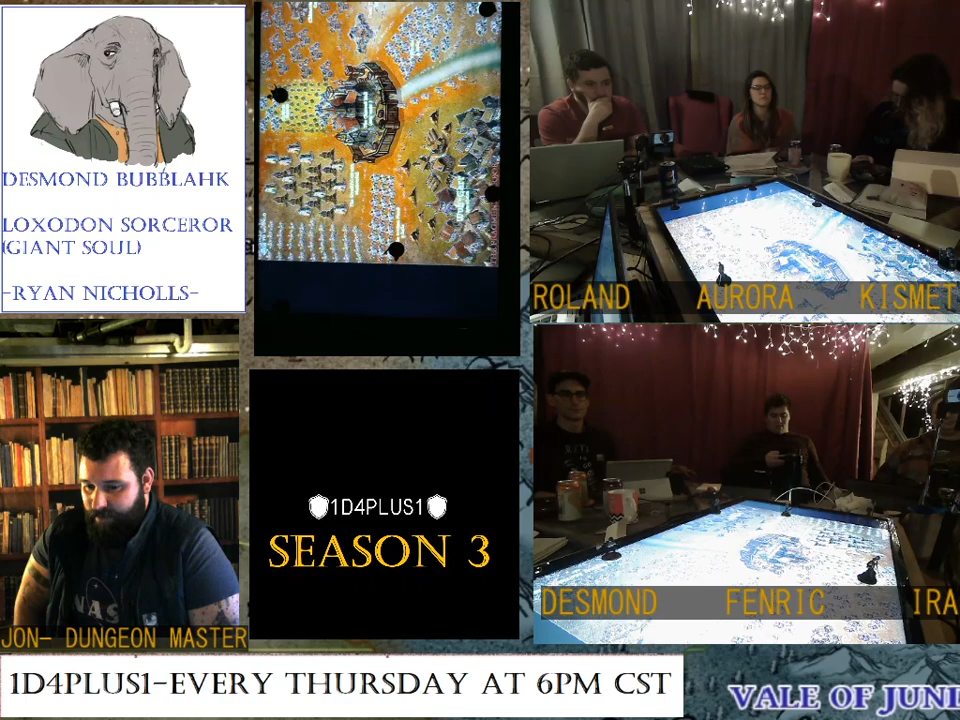 DESMOND BUBBLAHK
LOXODON SORCEROR
(GIANT SOUL)
-RYAN NICHOLLS-
ROLAND AURORA KISMET
NAS
JON- DUNGEON MASTER
1D4PLUS1
SEASON 3
DESMOND FENRIC IRA
1D4PLUS1-EVERY THURSDAY AT 6PM CST
VALE OF JUNI